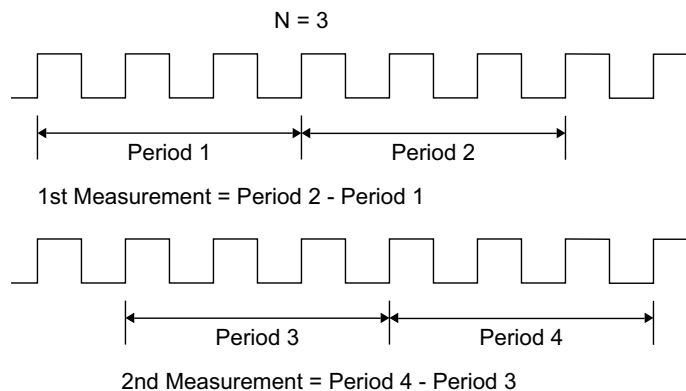 N = 3
Period 1
Period 2
1st Measurement = Period 2 - Period 1
Period 3
Period 4
2nd Measurement = Period 4 - Period 3